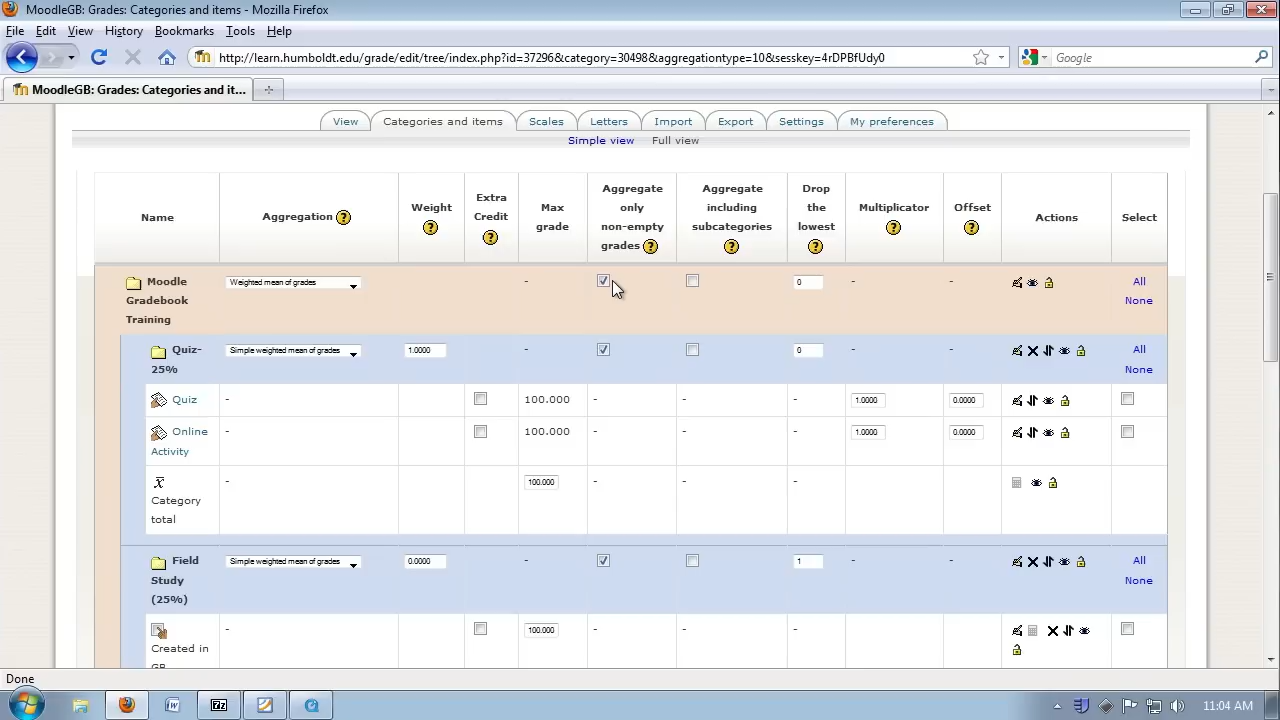 MoodleGB: Grades: Categories and items - Mozilla Firefox
File Edit View History Bookmarks Tools Help
http://learn.humboldt.edu/grade/edit/tree/index.php?id=37296&category=30498&aggregationtype=10&sesskey=4rDPBfUdy0
Google
MoodleGB: Grades: Categories and it...
View Categories and items Scales Letters Import Export Settings My preferences
Simple view Full view
Name
Aggregation ?
Weight ?
Extra Credit ?
Max grade
Aggregate only non-empty grades ?
Aggregate including subcategories ?
Drop the lowest ?
Multiplicator ?
Offset ?
Actions
Select
Moodle Weighted mean of grades - 0 - - All
Gradebook None
Training
Quiz- Simple weighted mean of grades 1.0000 - 0 - - All
25% None
Quiz - 100.000 - - - 1.0000 0.0000
Online - 100.000 - - - 1.0000 0.0000
Activity
x - 100.000 - - -
Category
total
Field Simple weighted mean of grades 0.0000 - 1 - - All
Study None
(25%)
- 100.000 - - -
Created in
GB
Done
7z
11:04 AM